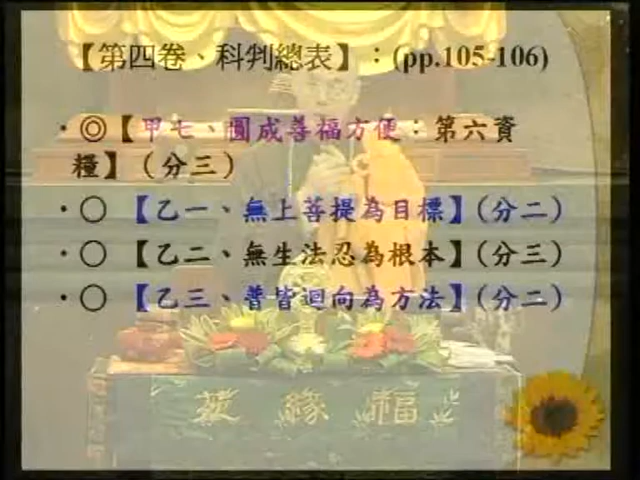 【第四卷、科判總表】：(pp.105-106)
·◎【甲七、圓成善福方便：第六資
糧】（分三）
·○【乙一、無上菩提為目標】（分二）
·○【乙二、無生法忍為根本】（分三）
·○【乙三、普皆迴向為方法】（分二）
緣 福